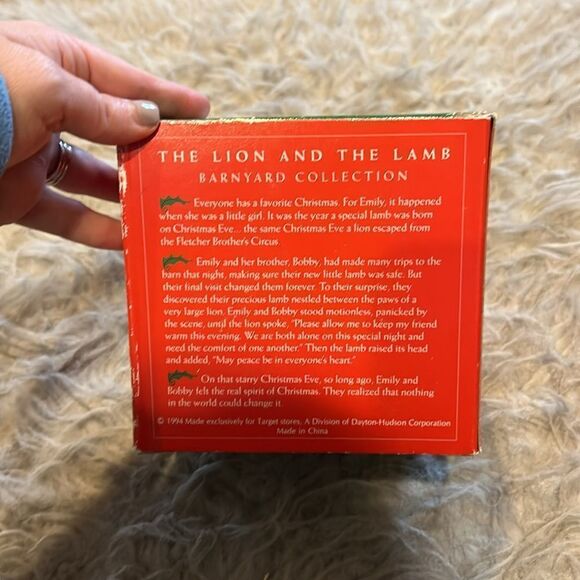 THE LION AND THE LAMB
BARNYARD COLLECTION
Everyone has a favorite Christmas. For Emily, it happened
when she was a little girl. It was the year a special lamb was born
on Christmas Eve... the same Christmas Eve a lion escaped from
the Fletcher Brother's Circus.
Emily and her brother, Bobby, had made many trips to the
barn that night, making sure their new little lamb was safe. But
their final visit changed them forever. To their surprise, they
discovered their precious lamb nestled between the paws of a
very large lion. Emily and Bobby stood motionless, panicked by
the scene, until the lion spoke, "Please allow me to keep my friend
warm this evening. We are both alone on this special night and
need the comfort of one another." Then the lamb raised its head
and added, "May peace be in everyone's heart."
On that starry Christmas Eve, so long ago, Emily and
Bobby felt the real spirit of Christmas. They realized that nothing
in the world could change it.
© 1994 Made exclusively for Target stores, A Division of Dayton-Hudson Corporation
Made in China